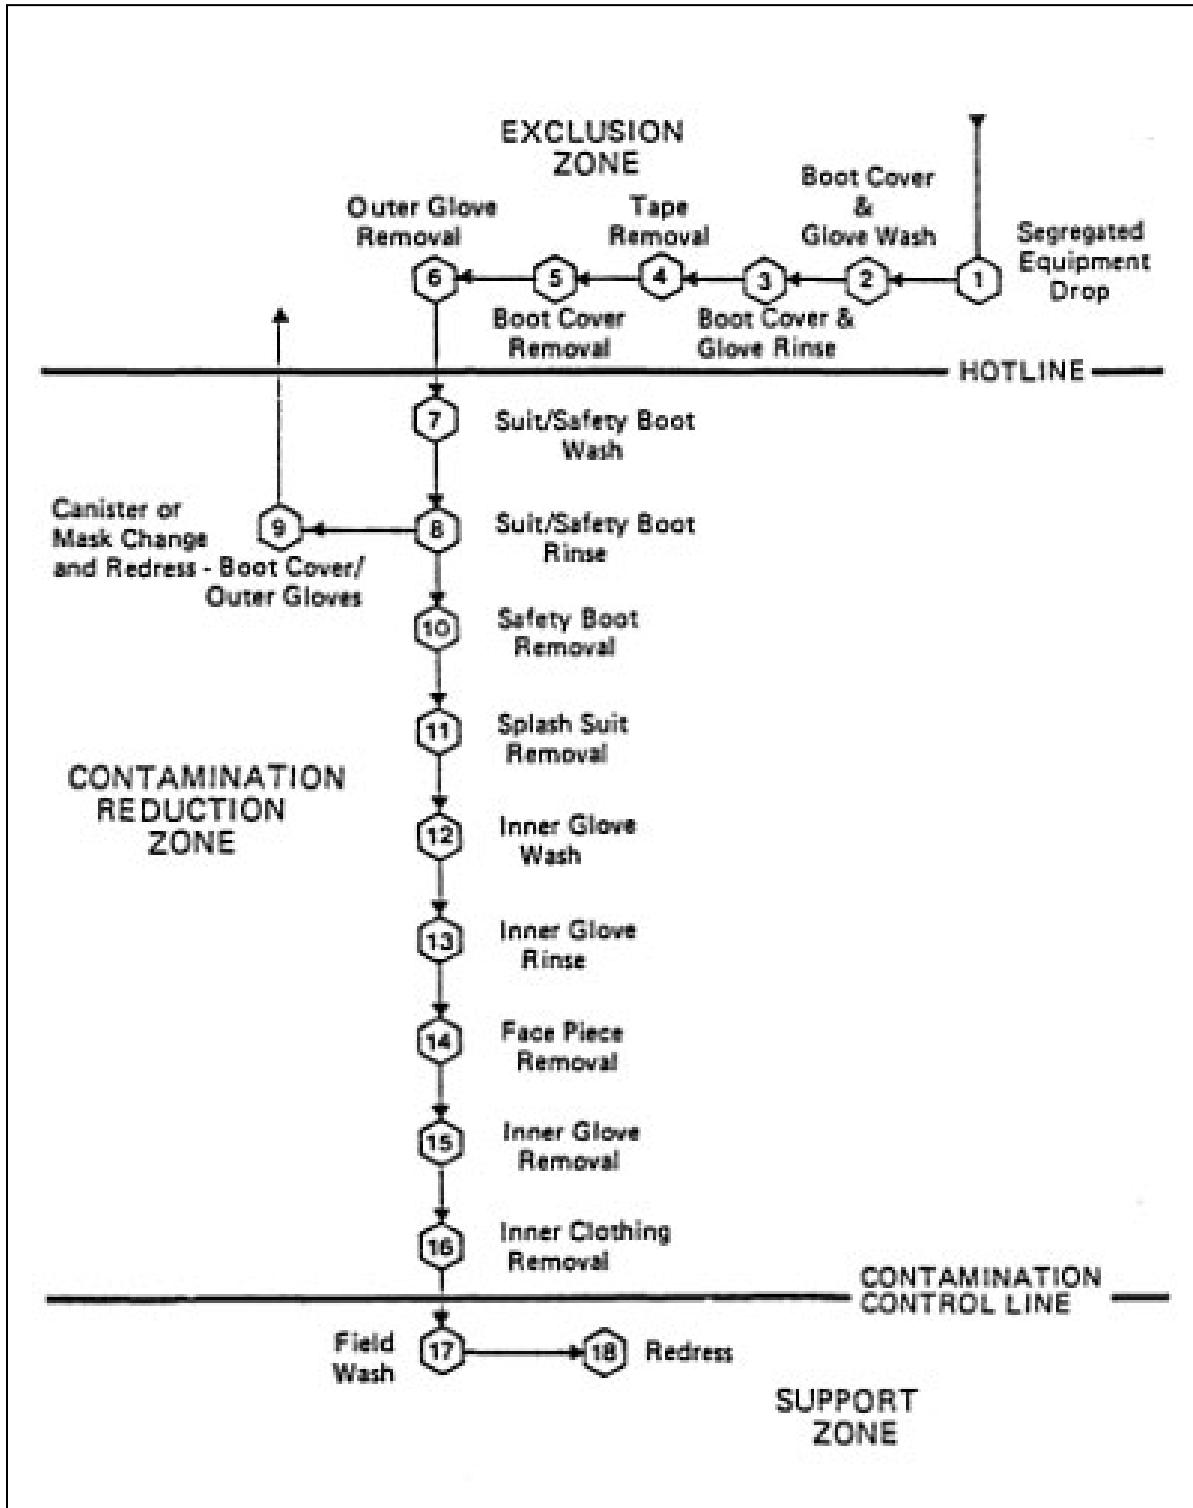 EXCLUSION
ZONE
Segregated
Equipment
Drop
1
Boot Cover
&
Glove Wash
2
3
Boot Cover &
Glove Rinse
Tape
Removal
4
5
Boot Cover
Removal
Outer Glove
Removal
6
HOTLINE
7
Suit/Safety Boot
Wash
8
Suit/Safety Boot
Rinse
9
Canister or
Mask Change
and Redress - Boot Cover/
Outer Gloves
10
Safety Boot
Removal
11
Splash Suit
Removal
CONTAMINATION
REDUCTION
ZONE
12
Inner Glove
Wash
13
Inner Glove
Rinse
14
Face Piece
Removal
15
Inner Glove
Removal
16
Inner Clothing
Removal
CONTAMINATION
CONTROL LINE
Field
Wash
17
18
Redress
SUPPORT
ZONE